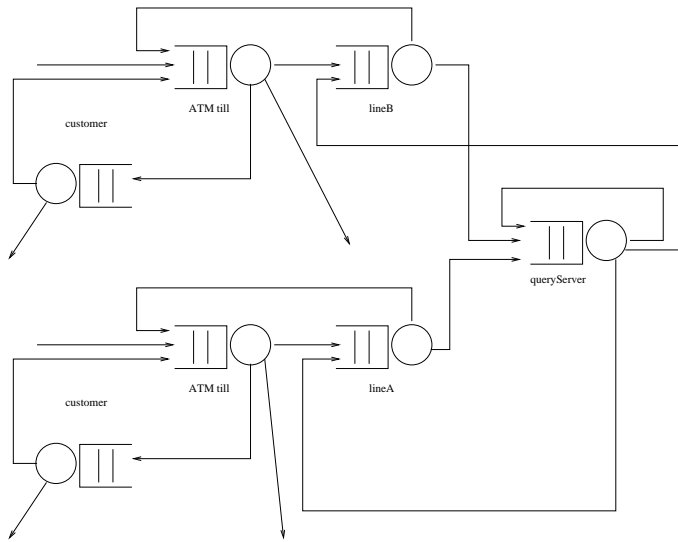 ATM till
lineB
customer
queryServer
ATM till
lineA
customer